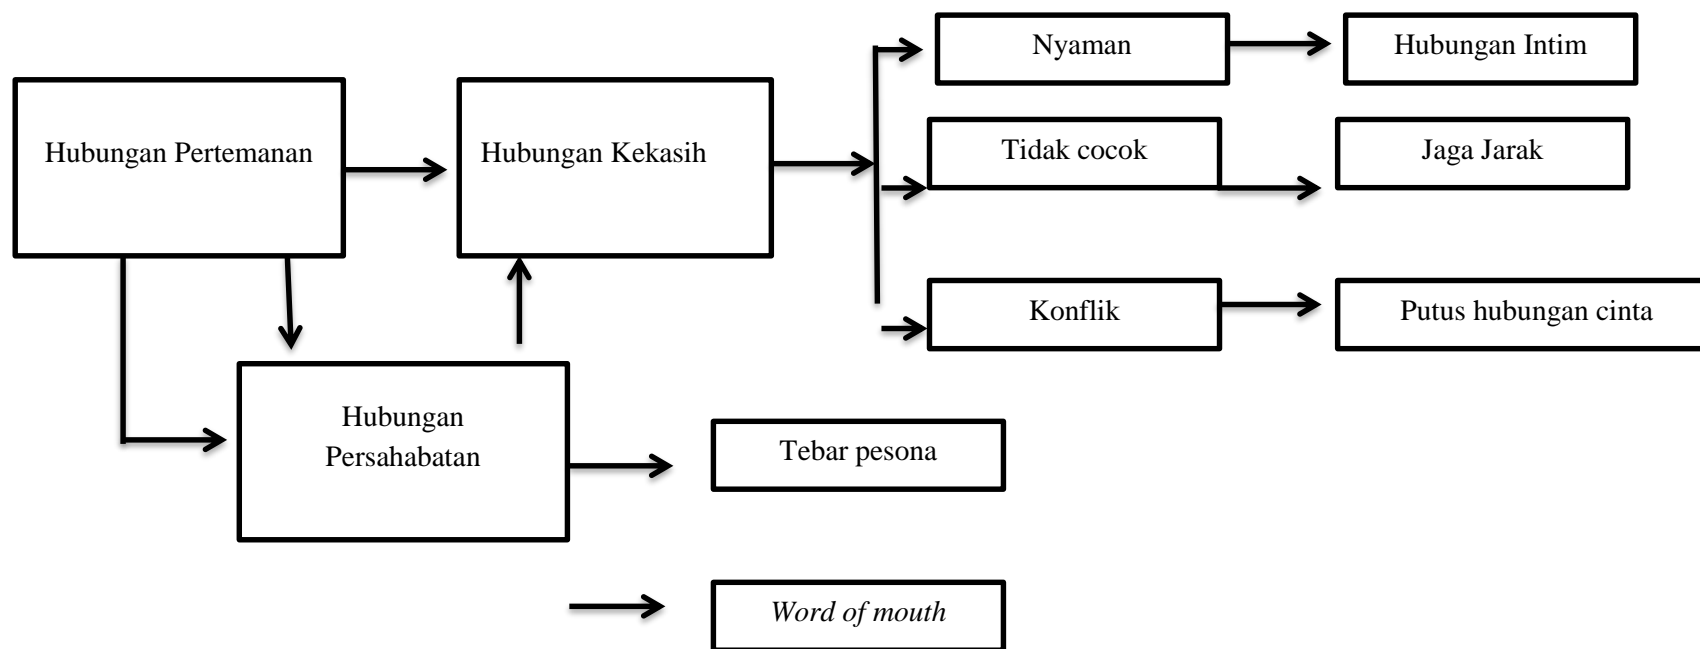 Nyaman
Hubungan Intim
Hubungan Pertemanan
Hubungan Kekasih
Tidak cocok
Jaga Jarak
Konflik
Putus hubungan cinta
Hubungan
Persahabatan
Tebar pesona
Word of mouth